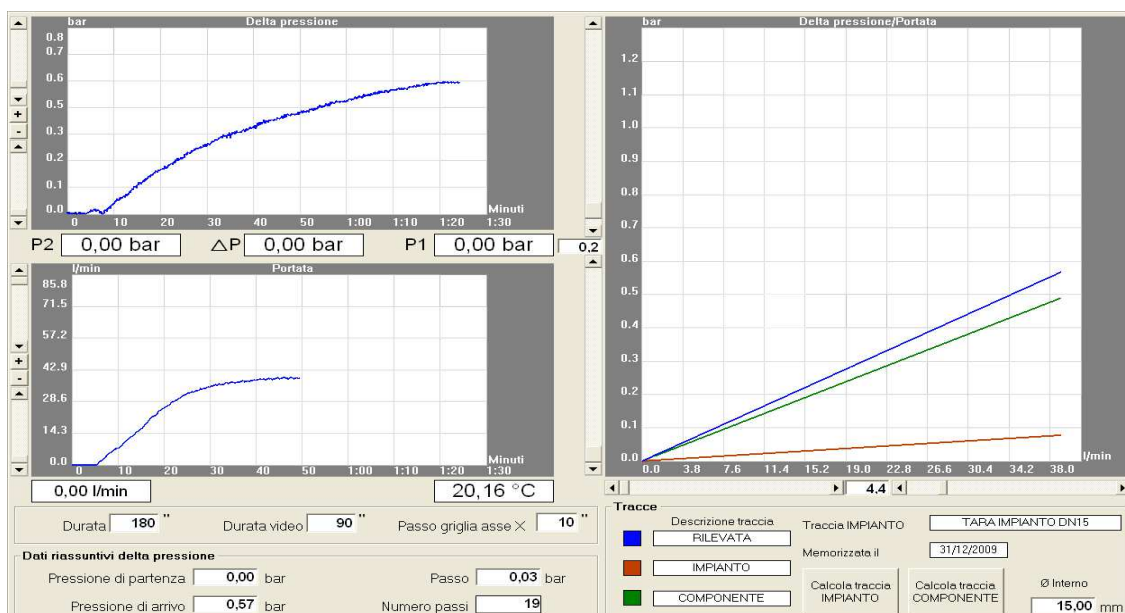 bar Delta pressione
0.8
0.7
0.6
0.5
0.3
0.2
0.1
0.0
Minuti
0 10 20 30 40 50 1:00 1:10 1:20 1:30
P2 0,00 bar △P 0,00 bar P1 0,00 bar 0,2
l/min Portata
85.8
71.5
57.2
42.9
28.6
14.3
0.0
Minuti
0 10 20 30 40 50 1:00 1:10 1:20 1:30
0,00 l/min 20,16 °C
Durata 180 " Durata video 90 " Passo griglia asse X 10 "
Dati riassuntivi delta pressione
Pressione di partenza 0,00 bar Passo 0,03 bar
Pressione di arrivo 0,57 bar Numero passi 19
bar Delta pressione/Portata
1.2
1.1
1.0
0.9
0.8
0.7
0.6
0.5
0.4
0.3
0.2
0.1
0.0
l/min
0.0 3.8 7.6 11.4 15.2 19.0 22.8 26.6 30.4 34.2 38.0
4.4
Tracce
Descrizione traccia
RILEVATA
IMPIANTO
COMPONENTE
Traccia IMPIANTO TARA IMPIANTO DN15
Memorizzata il 31/12/2009
Calcola traccia IMPIANTO
Calcola traccia COMPONENTE
Ø Interno
15,00 mm